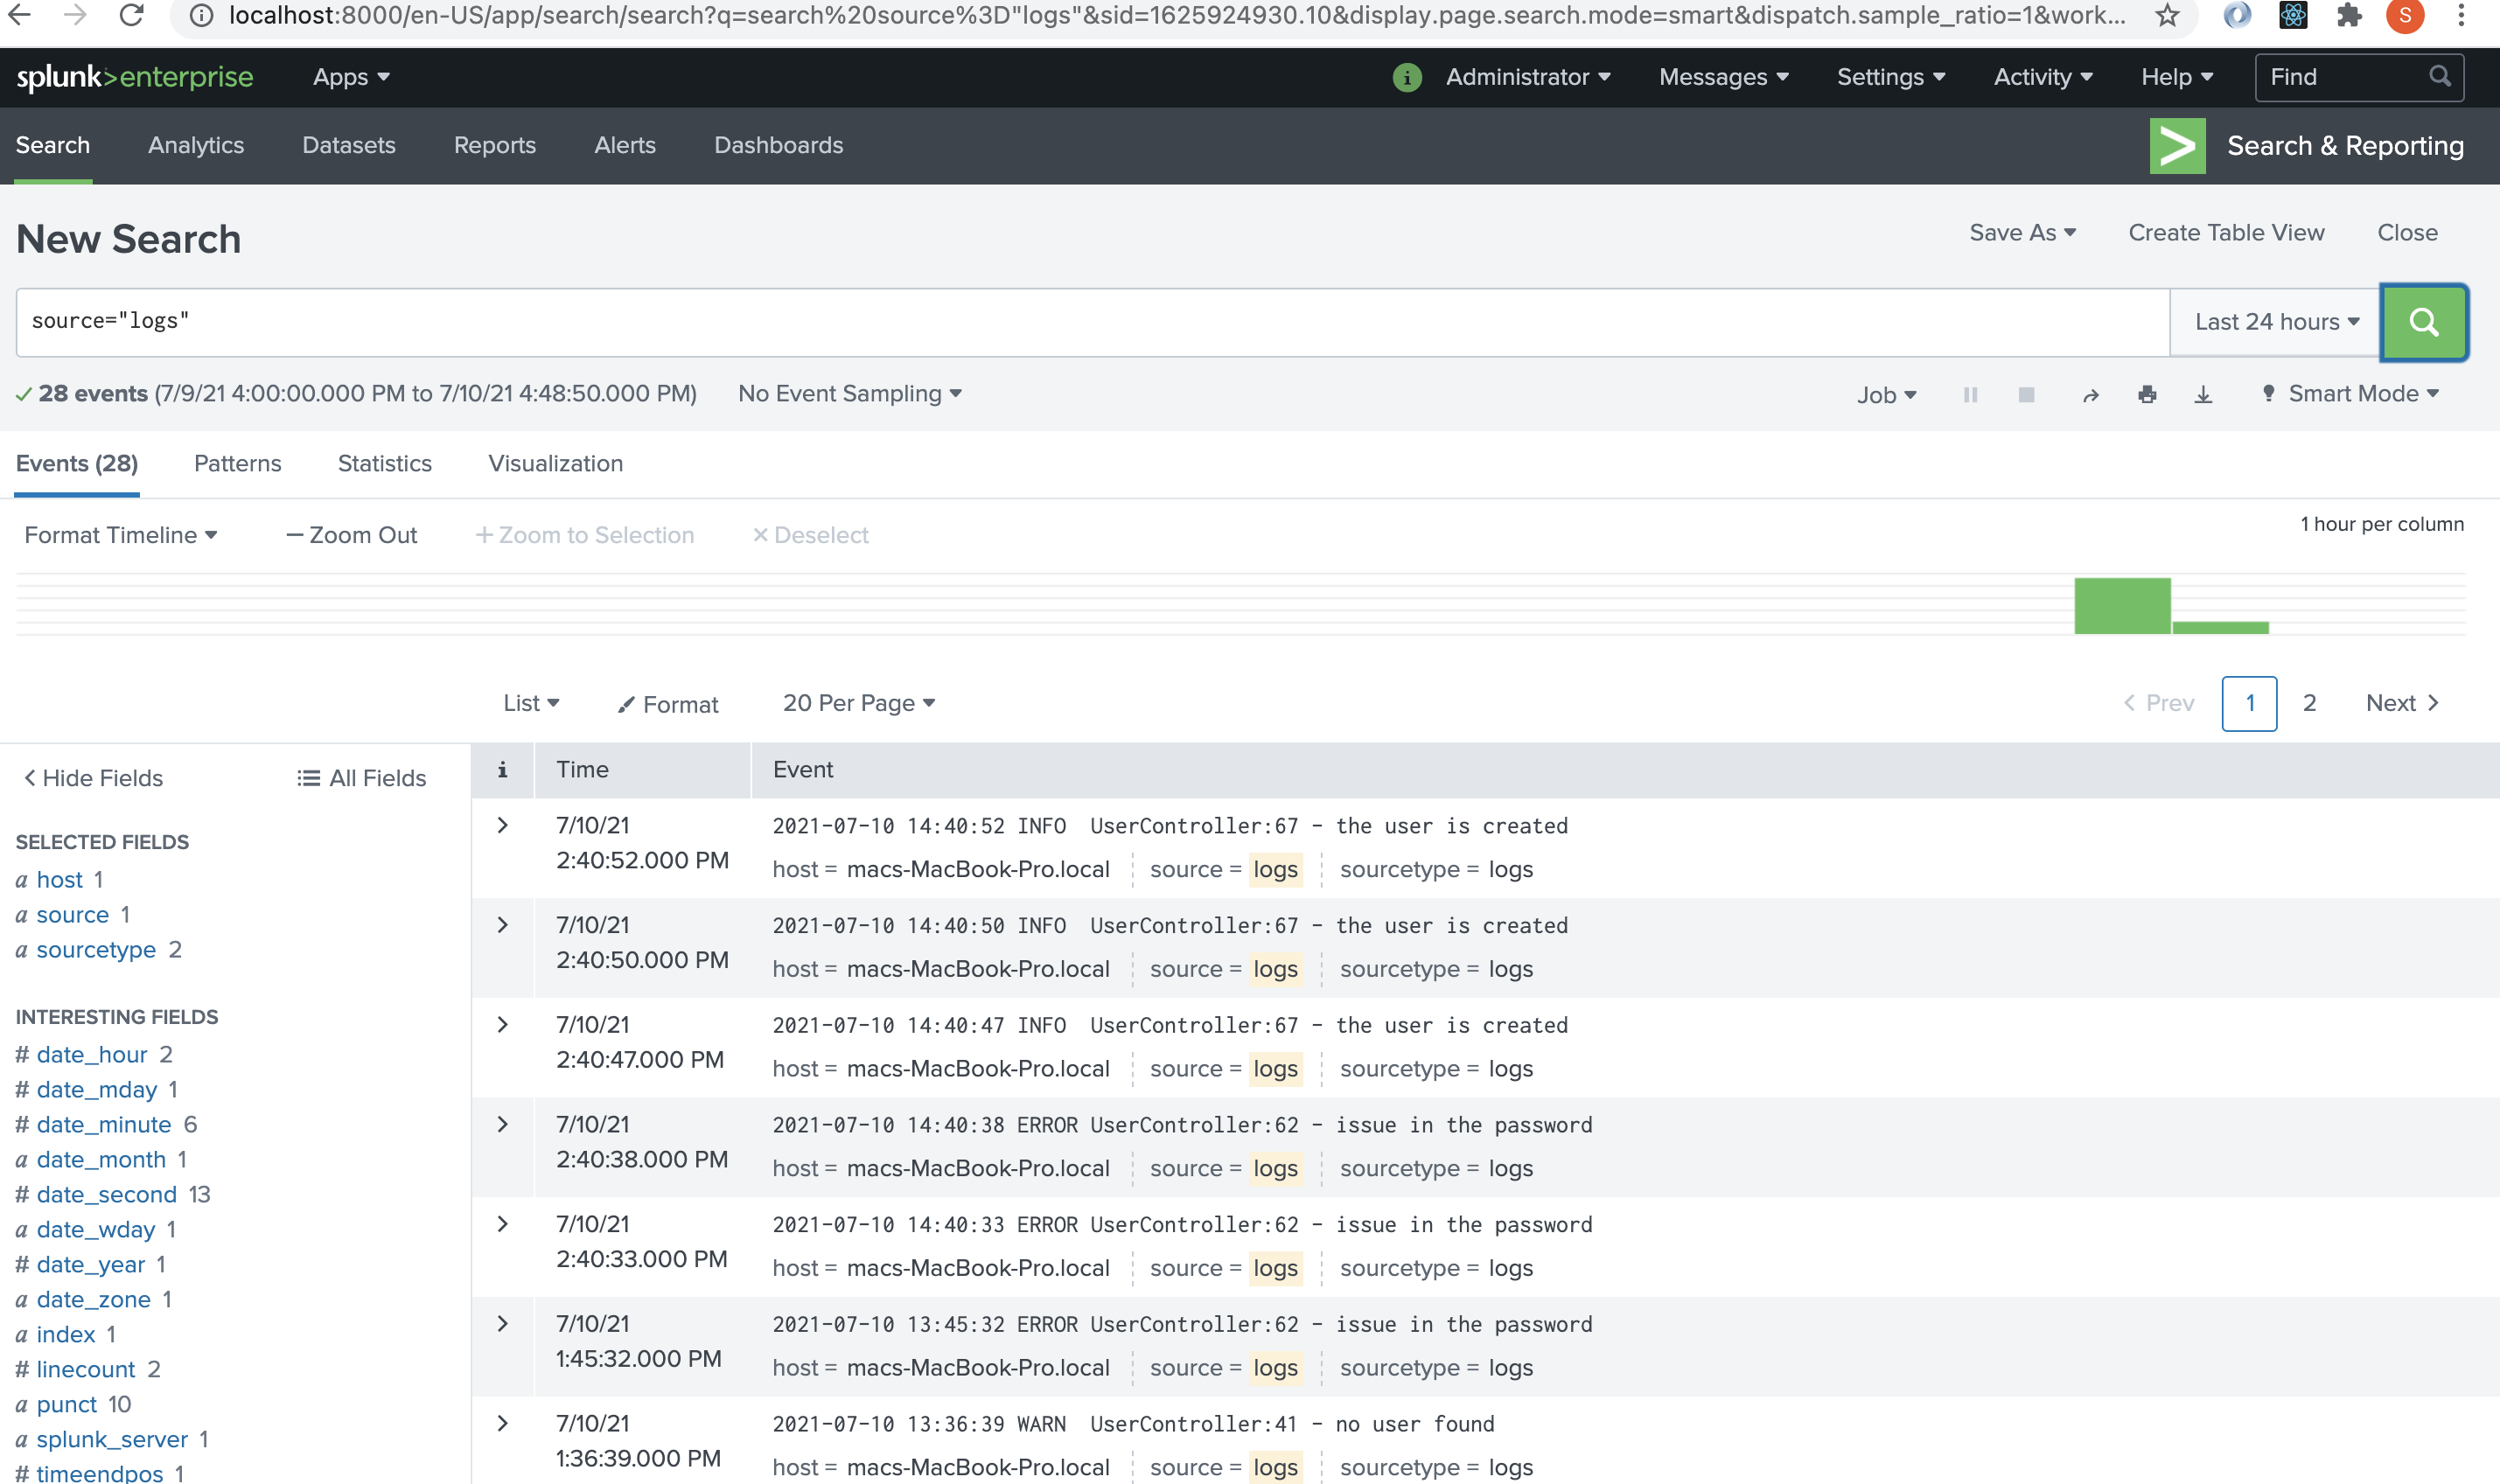 localhost:8000/en-US/app/search/search?q=search%20source%3D"logs"&sid=1625924930.10&display.page.search.mode=smart&dispatch.sample_ratio=1&work... S
splunk>enterprise Apps i Administrator Messages Settings Activity Help Find
Search Analytics Datasets Reports Alerts Dashboards > Search & Reporting
New Search Save As Create Table View Close
source="logs" Last 24 hours
28 events (7/9/21 4:00:00.000 PM to 7/10/21 4:48:50.000 PM) No Event Sampling Job Smart Mode
Events (28) Patterns Statistics Visualization
Format Timeline — Zoom Out + Zoom to Selection × Deselect 1 hour per column
List Format 20 Per Page < Prev 1 2 Next >
< Hide Fields All Fields
SELECTED FIELDS
a host 1
a source 1
a sourcetype 2
INTERESTING FIELDS
# date_hour 2
# date_mday 1
# date_minute 6
a date_month 1
# date_second 13
a date_wday 1
# date_year 1
a date_zone 1
a index 1
# linecount 2
a punct 10
a splunk_server 1
# timeendpos 1
i Time Event
> 7/10/21 2021-07-10 14:40:52 INFO  UserController:67 - the user is created
2:40:52.000 PM host = macs-MacBook-Pro.local source = logs sourcetype = logs
> 7/10/21 2021-07-10 14:40:50 INFO  UserController:67 - the user is created
2:40:50.000 PM host = macs-MacBook-Pro.local source = logs sourcetype = logs
> 7/10/21 2021-07-10 14:40:47 INFO  UserController:67 - the user is created
2:40:47.000 PM host = macs-MacBook-Pro.local source = logs sourcetype = logs
> 7/10/21 2021-07-10 14:40:38 ERROR UserController:62 - issue in the password
2:40:38.000 PM host = macs-MacBook-Pro.local source = logs sourcetype = logs
> 7/10/21 2021-07-10 14:40:33 ERROR UserController:62 - issue in the password
2:40:33.000 PM host = macs-MacBook-Pro.local source = logs sourcetype = logs
> 7/10/21 2021-07-10 13:45:32 ERROR UserController:62 - issue in the password
1:45:32.000 PM host = macs-MacBook-Pro.local source = logs sourcetype = logs
> 7/10/21 2021-07-10 13:36:39 WARN  UserController:41 - no user found
1:36:39.000 PM host = macs-MacBook-Pro.local source = logs sourcetype = logs